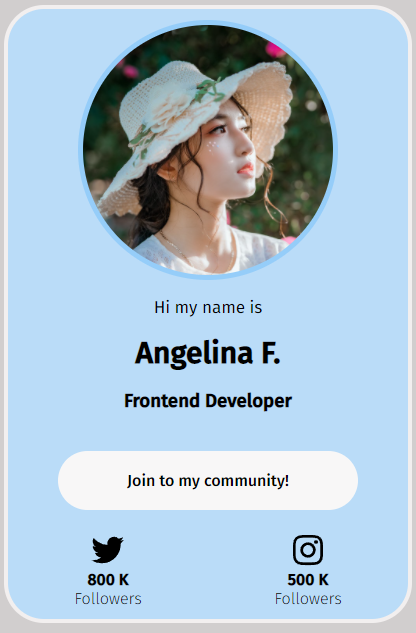 Hi my name is
Angelina F.
Frontend Developer
Join to my community!
800 K
Followers
500 K
Followers